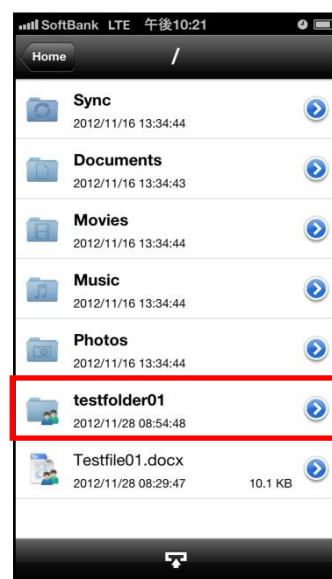 SoftBank LTE 午後10:21
Home
/
Sync
2012/11/16 13:34:44
Documents
2012/11/16 13:34:43
Movies
2012/11/16 13:34:44
Music
2012/11/16 13:34:44
Photos
2012/11/16 13:34:44
testfolder01
2012/11/28 08:54:48
Testfile01.docx
2012/11/28 08:29:47 10.1 KB